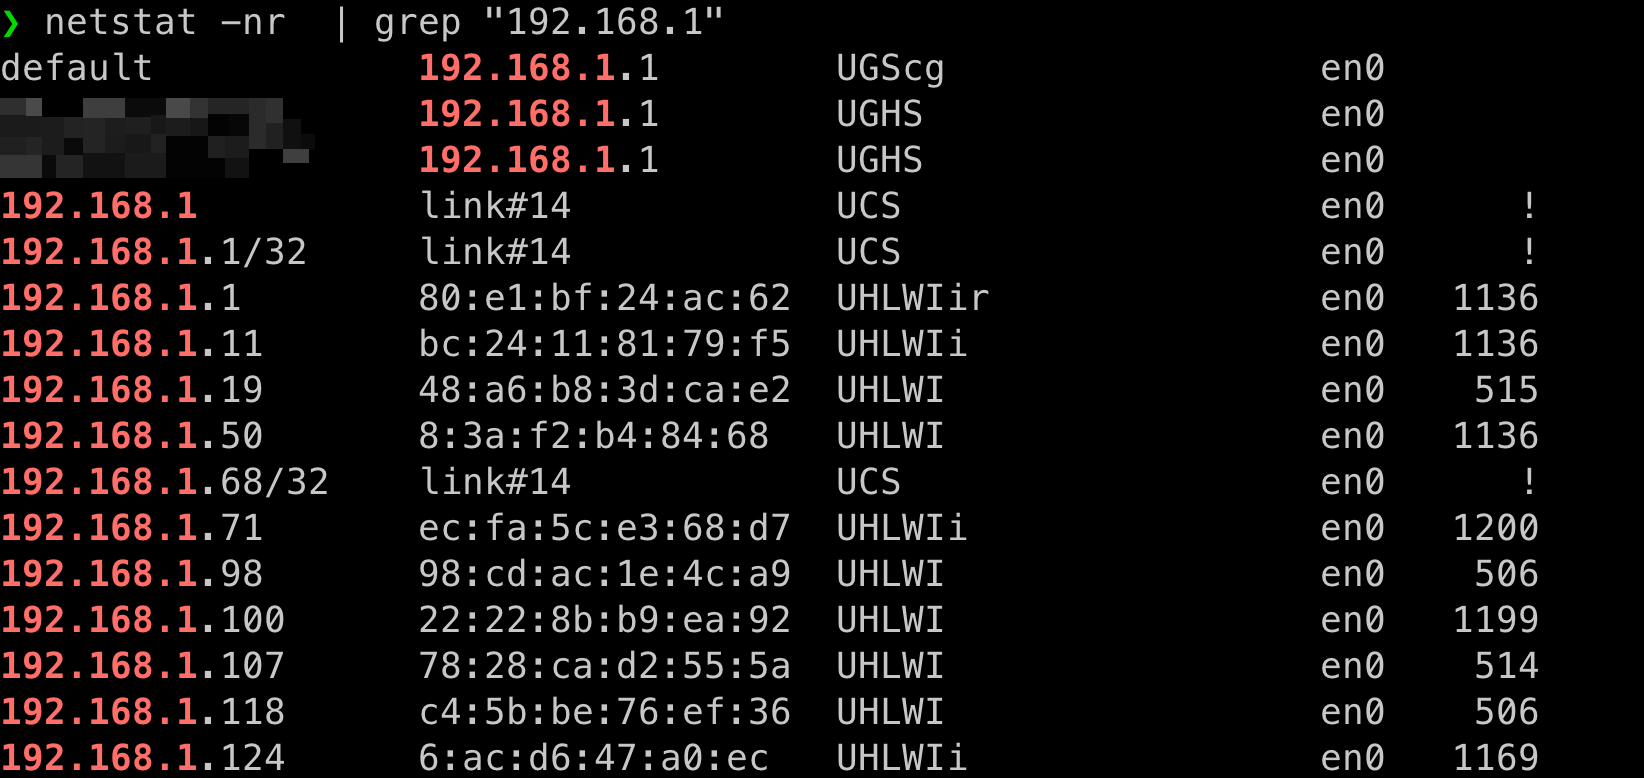 ❯ netstat -nr  | grep "192.168.1"
default            192.168.1.1        UGScg                 en0
192.168.1.1        UGHS                  en0
192.168.1.1        UGHS                  en0
192.168.1          link#14            UCS                   en0      !
192.168.1.1/32     link#14            UCS                   en0      !
192.168.1.1        80:e1:bf:24:ac:62  UHLWIir               en0   1136
192.168.1.11       bc:24:11:81:79:f5  UHLWIi                en0   1136
192.168.1.19       48:a6:b8:3d:ca:e2  UHLWI                 en0    515
192.168.1.50       8:3a:f2:b4:84:68   UHLWI                 en0   1136
192.168.1.68/32    link#14            UCS                   en0      !
192.168.1.71       ec:fa:5c:e3:68:d7  UHLWIi                en0   1200
192.168.1.98       98:cd:ac:1e:4c:a9  UHLWI                 en0    506
192.168.1.100      22:22:8b:b9:ea:92  UHLWI                 en0   1199
192.168.1.107      78:28:ca:d2:55:5a  UHLWI                 en0    514
192.168.1.118      c4:5b:be:76:ef:36  UHLWI                 en0    506
192.168.1.124      6:ac:d6:47:a0:ec   UHLWIi                en0   1169